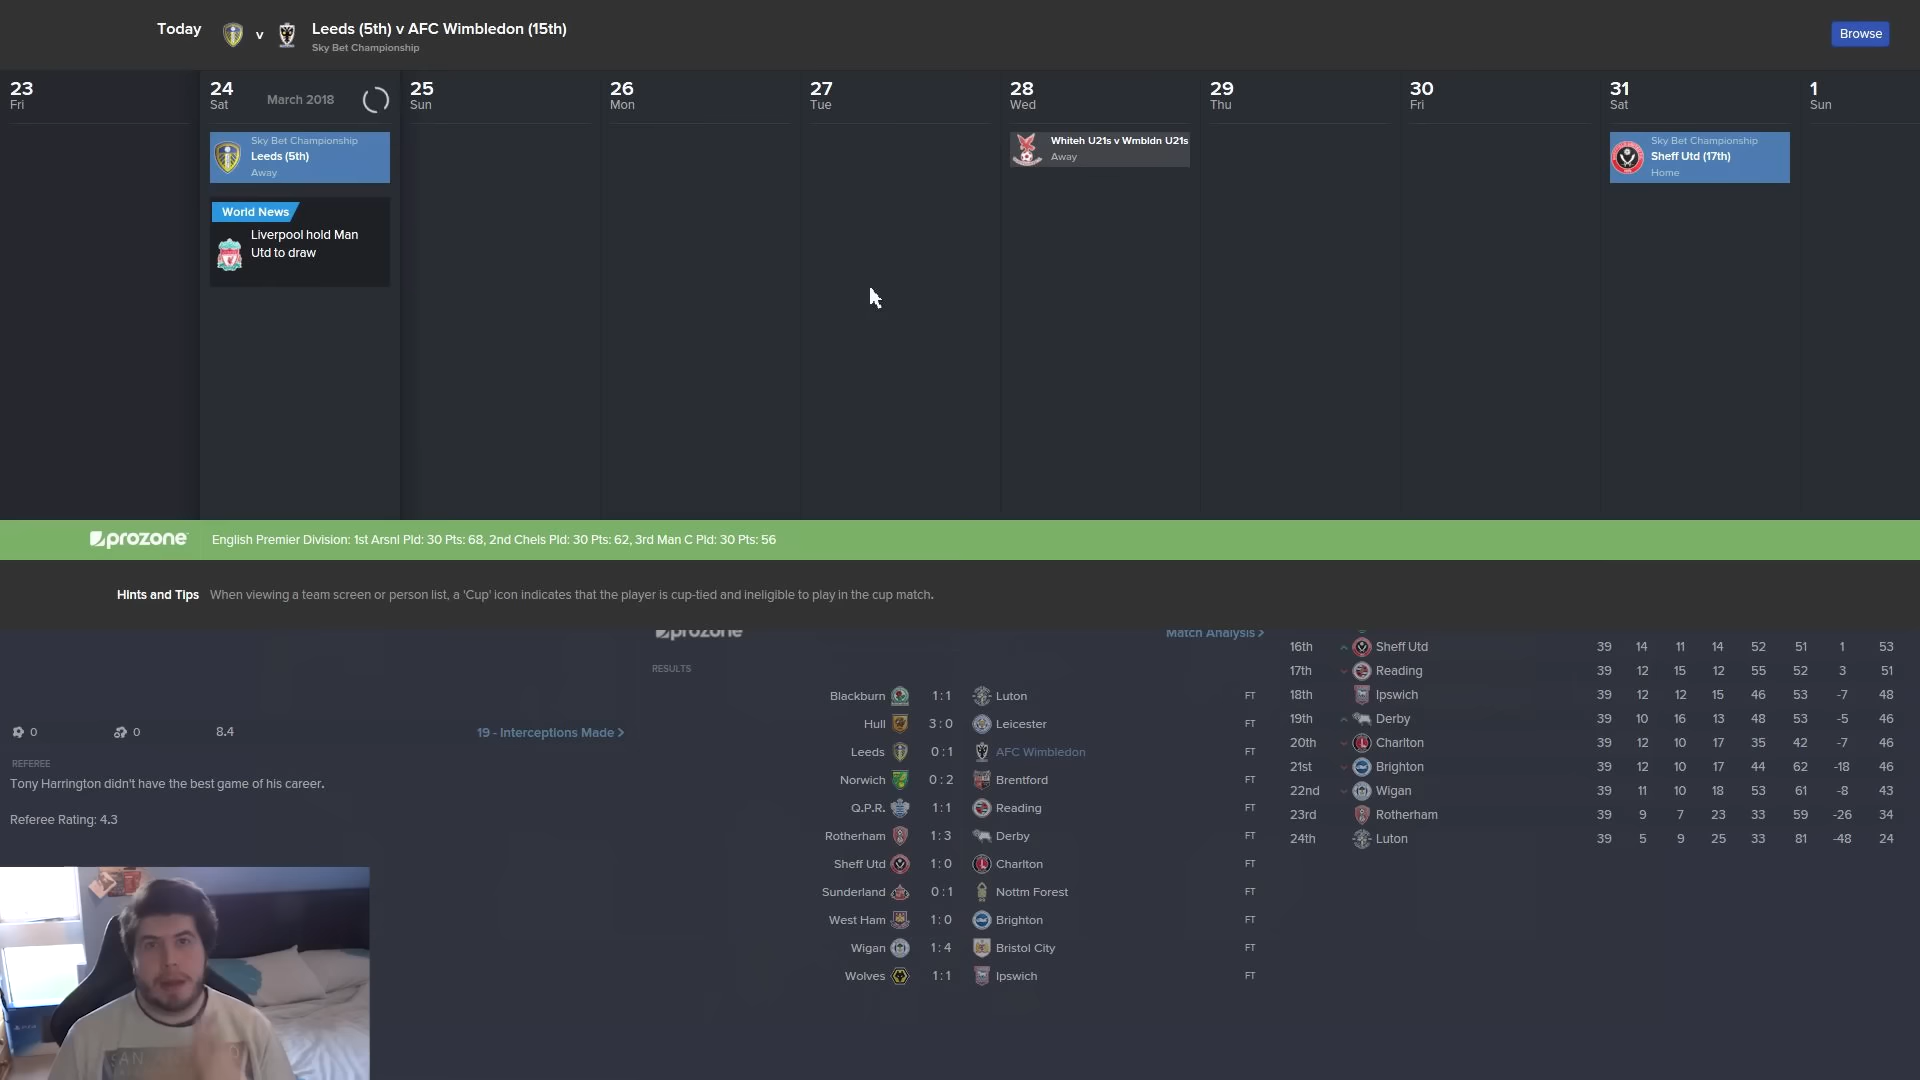 Today
v
Leeds (5th) v AFC Wimbledon (15th)
Sky Bet Championship
Browse
23
Fri
24
Sat
March 2018
25
Sun
26
Mon
27
Tue
28
Wed
29
Thu
30
Fri
31
Sat
1
Sun
Sky Bet Championship
Leeds (5th)
Away
Whiteh U21s v Wmbldn U21s
Away
Sky Bet Championship
Sheff Utd (17th)
Home
World News
Liverpool hold Man
Utd to draw
prozone
English Premier Division: 1st Arsnl Pld: 30 Pts: 68, 2nd Chels Pld: 30 Pts: 62, 3rd Man C Pld: 30 Pts: 56
Hints and Tips When viewing a team screen or person list, a 'Cup' icon indicates that the player is cup-tied and ineligible to play in the cup match.
prozone
Match Analysis >
RESULTS
Blackburn 1 : 1 Luton FT
Hull 3 : 0 Leicester FT
Leeds 0 : 1 AFC Wimbledon FT
Norwich 0 : 2 Brentford FT
Q.P.R. 1 : 1 Reading FT
Rotherham 1 : 3 Derby FT
Sheff Utd 1 : 0 Charlton FT
Sunderland 0 : 1 Nottm Forest FT
West Ham 1 : 0 Brighton FT
Wigan 1 : 4 Bristol City FT
Wolves 1 : 1 Ipswich FT
16th Sheff Utd 39 14 11 14 52 51 1 53
17th Reading 39 12 15 12 55 52 3 51
18th Ipswich 39 12 12 15 46 53 -7 48
19th Derby 39 10 16 13 48 53 -5 46
20th Charlton 39 12 10 17 35 42 -7 46
21st Brighton 39 12 10 17 44 62 -18 46
22nd Wigan 39 11 10 18 53 61 -8 43
23rd Rotherham 39 9 7 23 33 59 -26 34
24th Luton 39 5 9 25 33 81 -48 24
0 0 8.4
19 - Interceptions Made >
REFEREE
Tony Harrington didn't have the best game of his career.
Referee Rating: 4.3
SAN